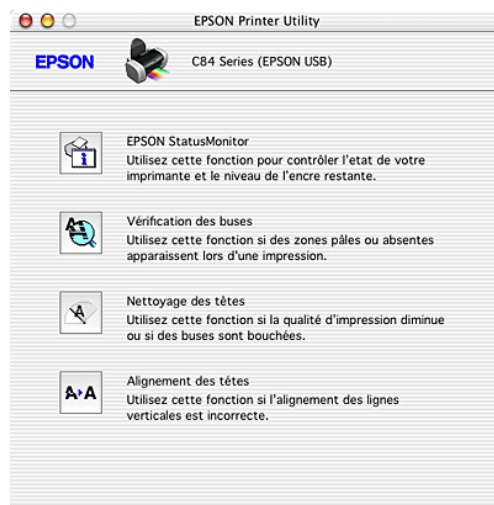 EPSON Printer Utility
EPSON
C84 Series (EPSON USB)
EPSON StatusMonitor
Utilisez cette fonction pour contrôler l'etat de votre
imprimante et le niveau de l'encre restante.
Vérification des buses
Utilisez cette fonction si des zones pâles ou absentes
apparaissent lors d'une impression.
Nettoyage des têtes
Utilisez cette fonction si la qualité d'impression diminue
ou si des buses sont bouchées.
Alignement des tétes
Utilisez cette fonction si l'alignement des lignes
verticales est incorrecte.